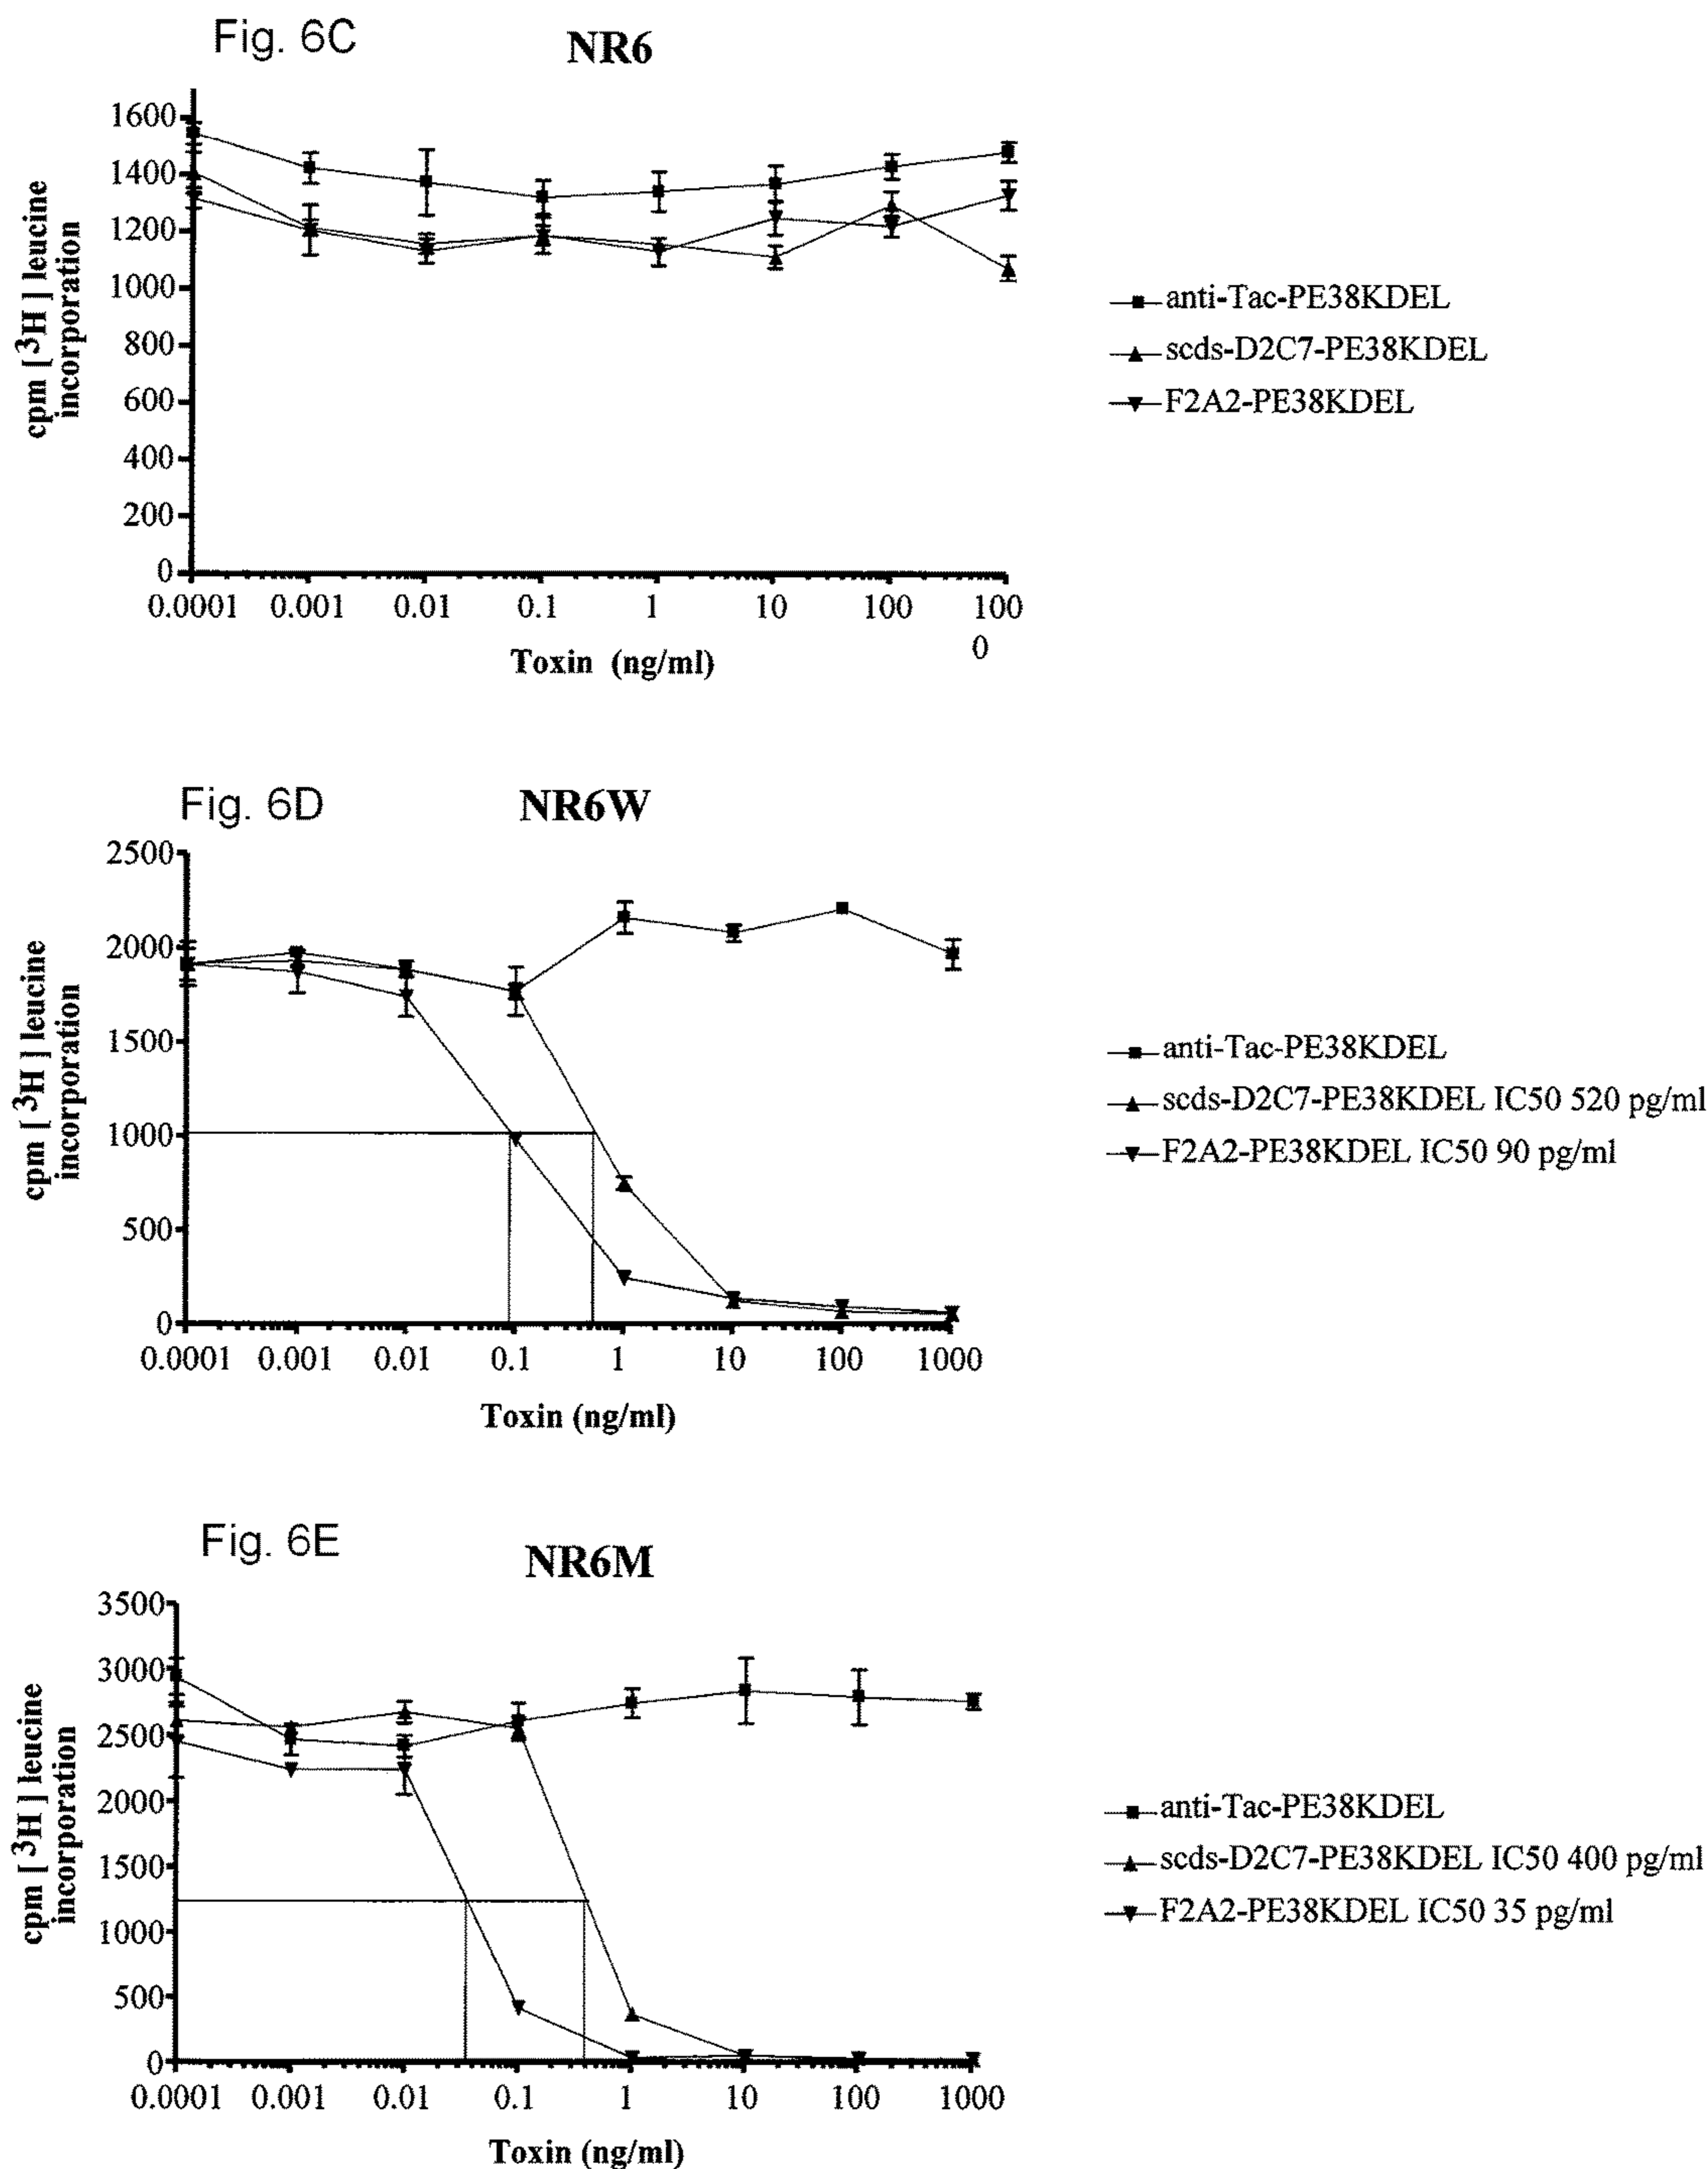 Fig. 6C
NR6
1600
1400
1200
1000
800
600
400
200
0
cpm [ ³H ] leucine
incorporation
0.0001 0.001 0.01 0.1 1 10 100 100
0
Toxin (ng/ml)
anti-Tac-PE38KDEL
scds-D2C7-PE38KDEL
F2A2-PE38KDEL
Fig. 6D
NR6W
2500
2000
1500
1000
500
0
cpm [ ³H ] leucine
incorporation
0.0001 0.001 0.01 0.1 1 10 100 1000
Toxin (ng/ml)
anti-Tac-PE38KDEL
scds-D2C7-PE38KDEL IC50 520 pg/ml
F2A2-PE38KDEL IC50 90 pg/ml
Fig. 6E
NR6M
3500
3000
2500
2000
1500
1000
500
0
cpm [ ³H ] leucine
incorporation
0.0001 0.001 0.01 0.1 1 10 100 1000
Toxin (ng/ml)
anti-Tac-PE38KDEL
scds-D2C7-PE38KDEL IC50 400 pg/ml
F2A2-PE38KDEL IC50 35 pg/ml